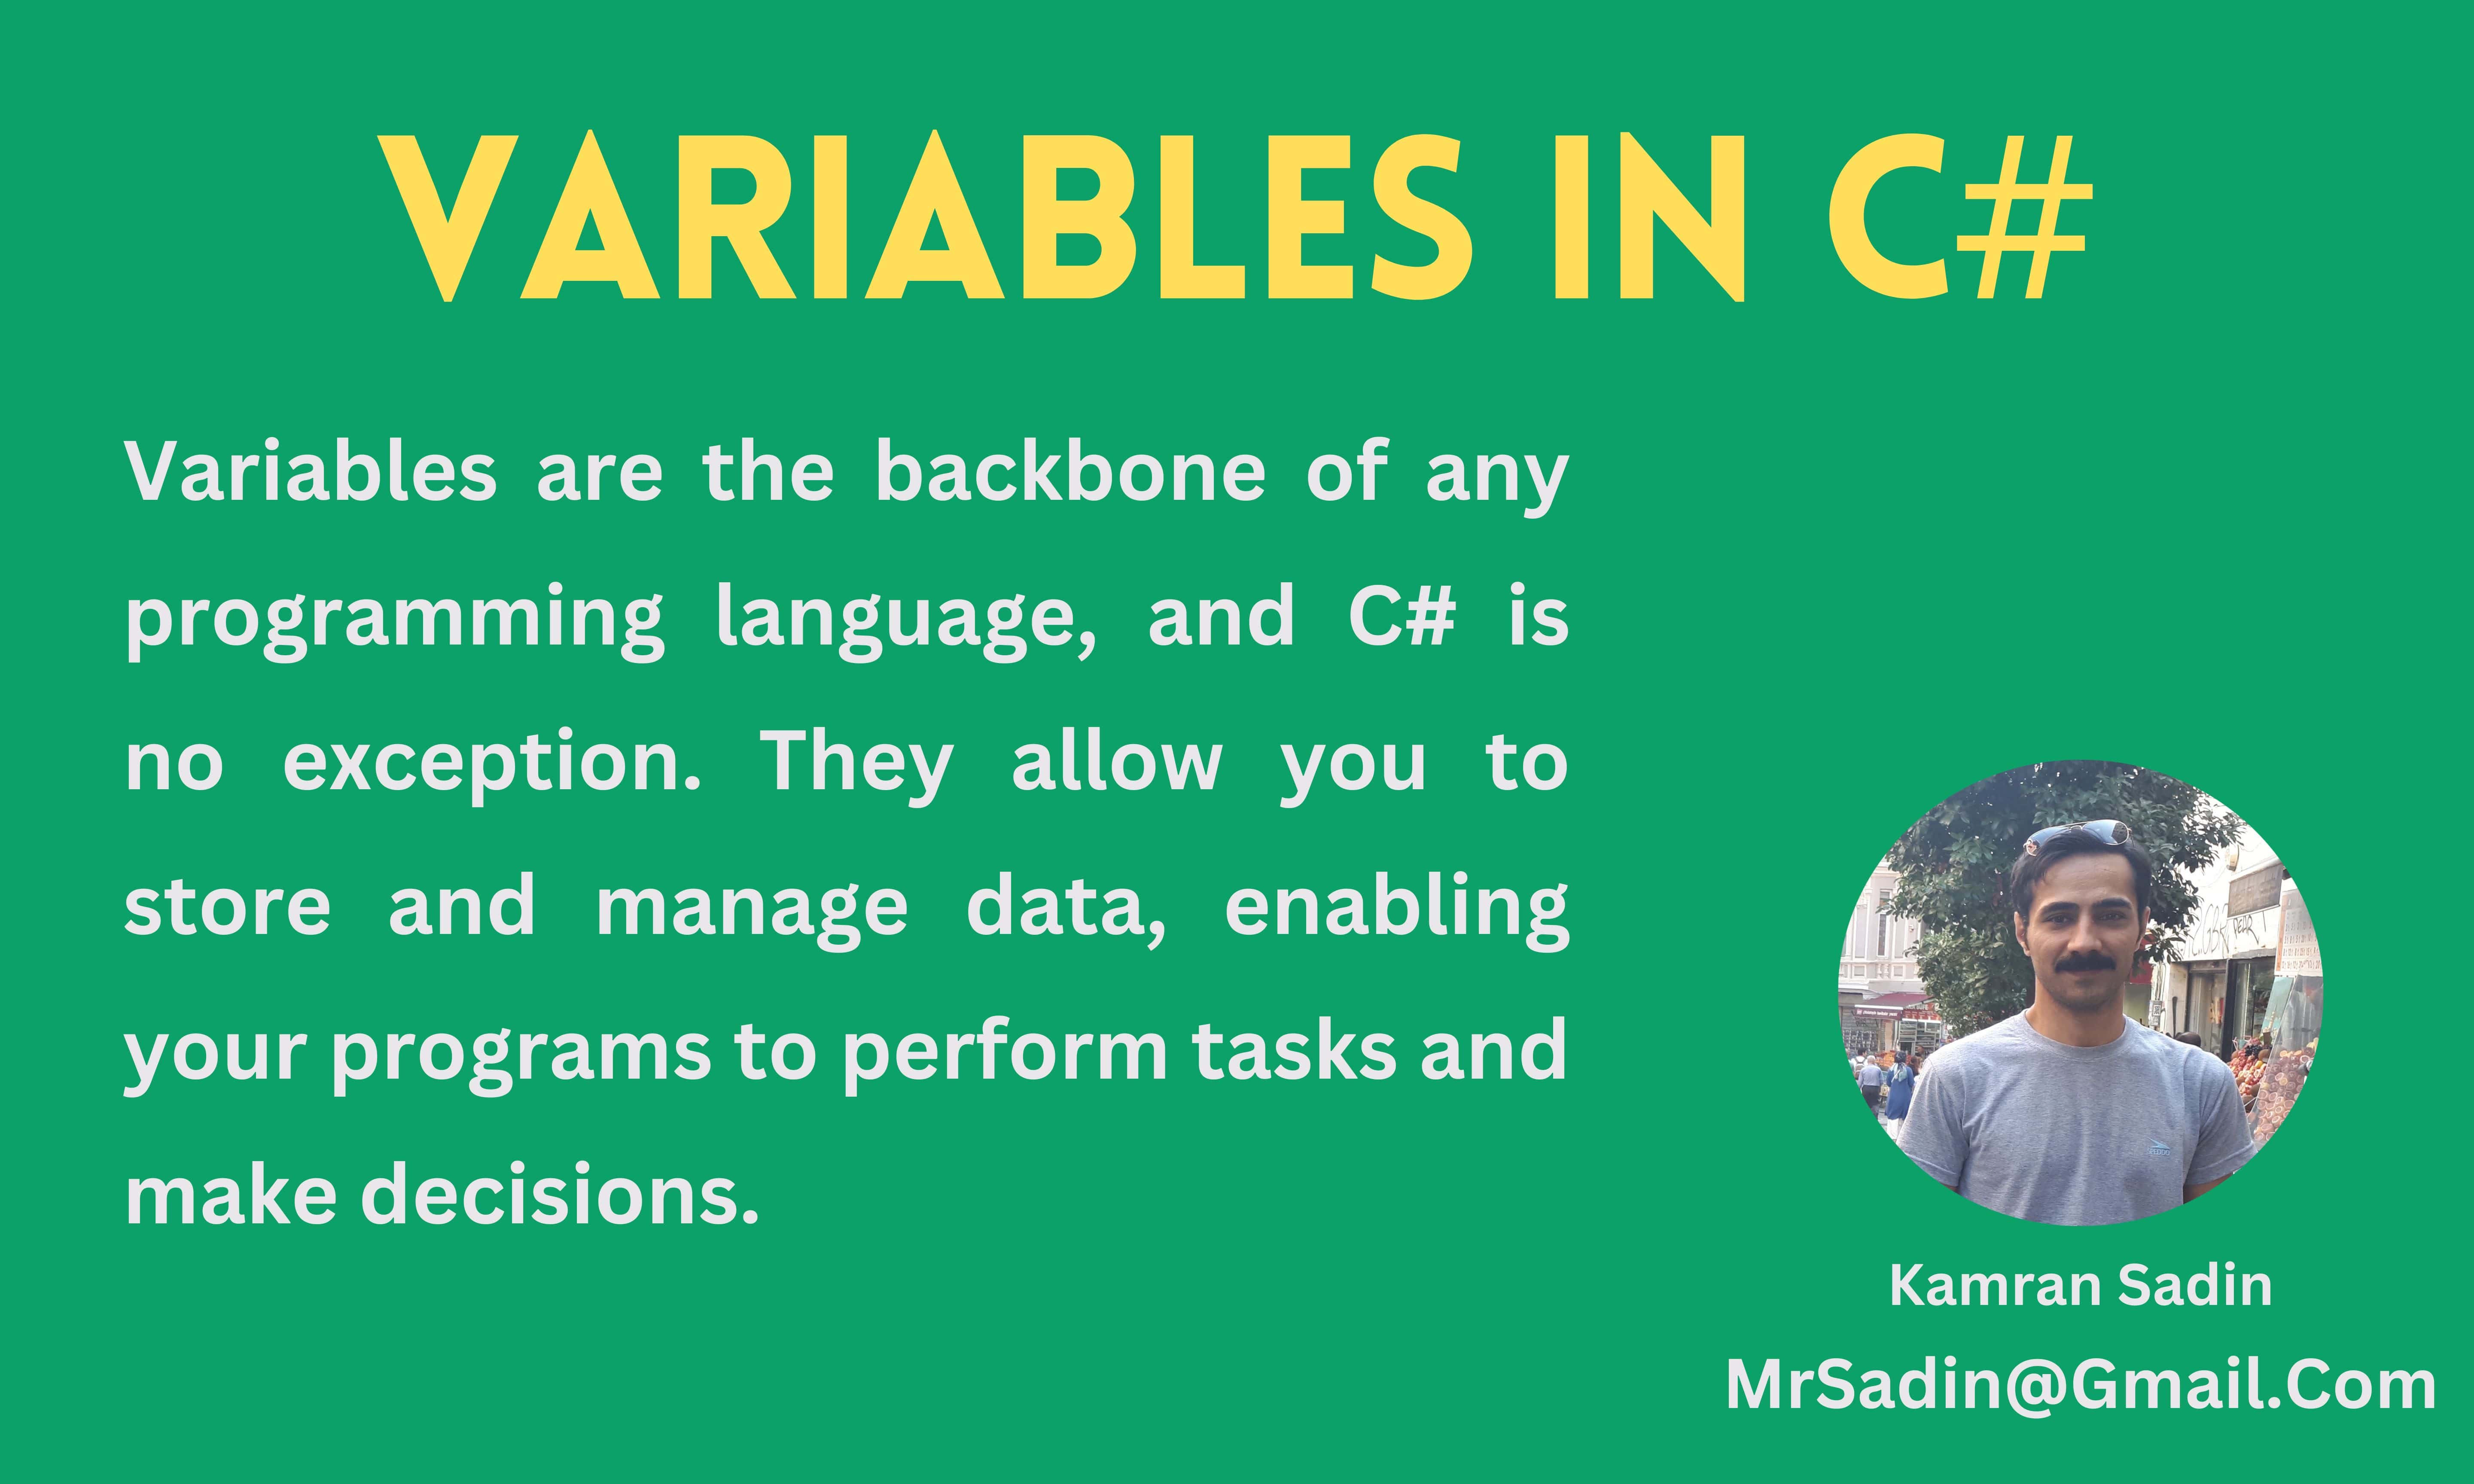 VARIABLES IN C#
Variables are the backbone of any
programming language, and C# is
no exception. They allow you to
store and manage data, enabling
your programs to perform tasks and
make decisions.
Kamran Sadin
MrSadin@Gmail.Com